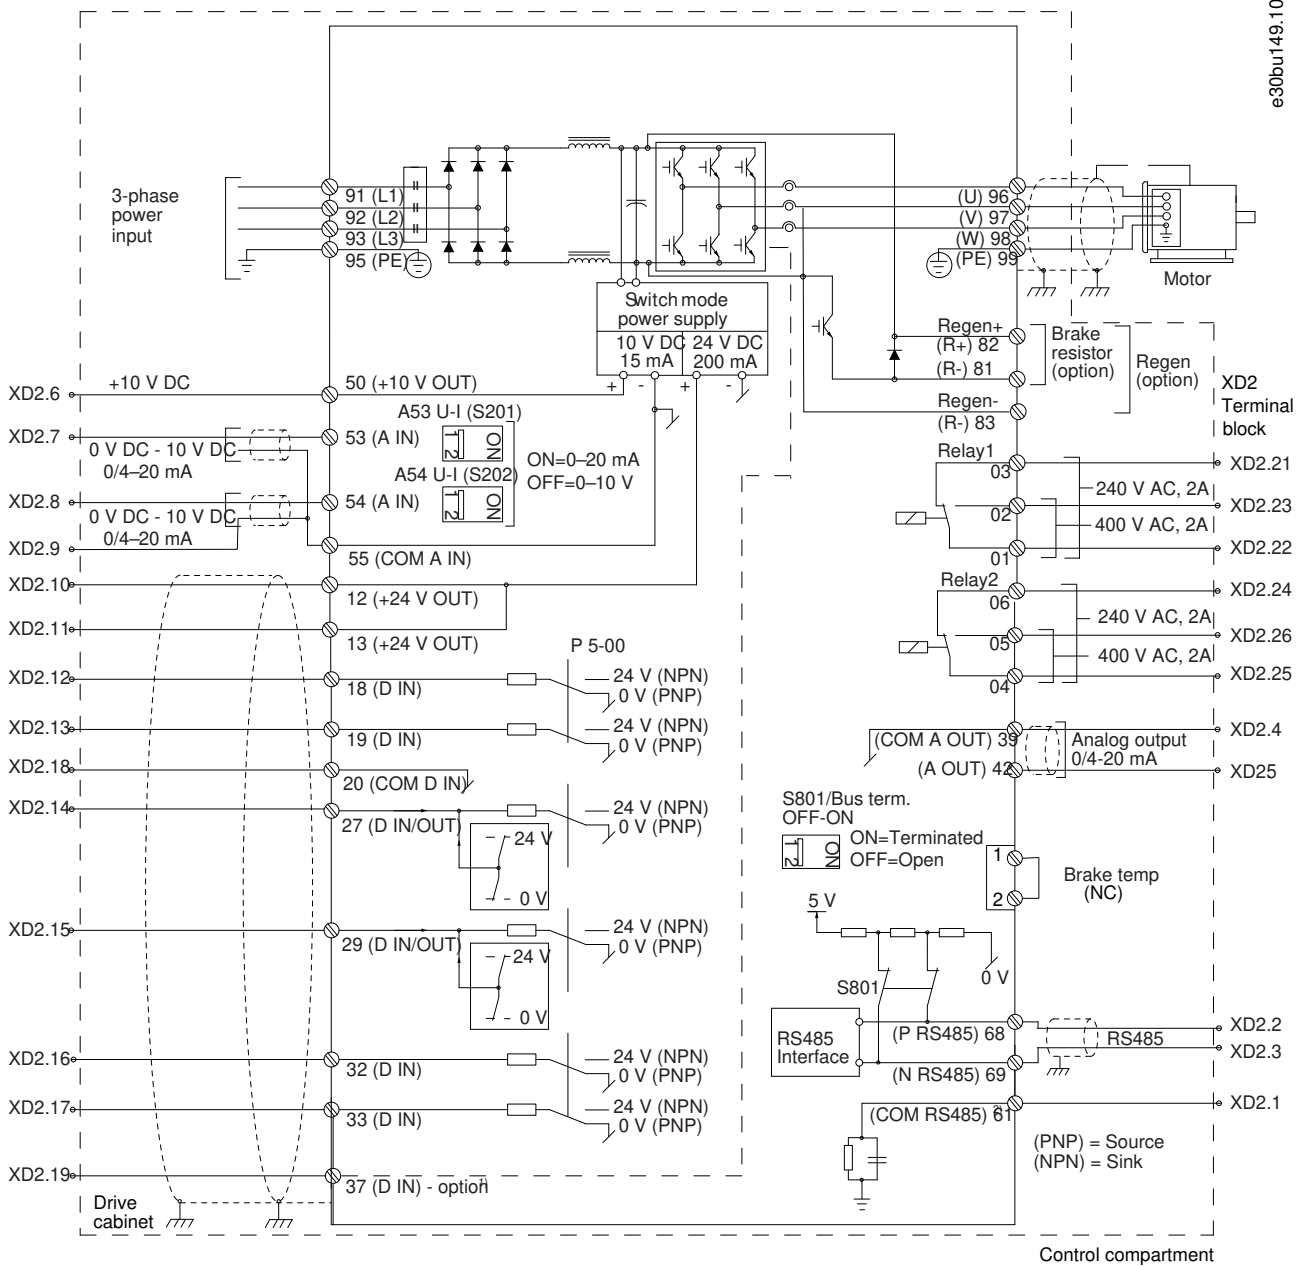 e30bu149.10
3-phase
power
input
91 (L1)
92 (L2)
93 (L3)
95 (PE)
(U) 96
(V) 97
(W) 98
(PE) 99
Motor
Switch mode
power supply
10 V DC
15 mA
24 V DC
200 mA
+
-
+
-
Regen+
(R+) 82
(R-) 81
Regen-
(R-) 83
Brake
resistor
(option)
Regen
(option)
XD2
Terminal
block
XD2.6
+10 V DC
50 (+10 V OUT)
A53 U-I (S201)
1 2
ON
XD2.7
0 V DC - 10 V DC
0/4–20 mA
53 (A IN)
A54 U-I (S202)
1 2
ON
ON=0–20 mA
OFF=0–10 V
XD2.8
0 V DC - 10 V DC
0/4–20 mA
54 (A IN)
XD2.9
55 (COM A IN)
XD2.10
12 (+24 V OUT)
XD2.11
13 (+24 V OUT)
P 5-00
XD2.12
18 (D IN)
24 V (NPN)
0 V (PNP)
XD2.13
19 (D IN)
24 V (NPN)
0 V (PNP)
XD2.18
20 (COM D IN)
XD2.14
27 (D IN/OUT)
24 V (NPN)
0 V (PNP)
24 V
0 V
XD2.15
29 (D IN/OUT)
24 V (NPN)
0 V (PNP)
24 V
0 V
XD2.16
32 (D IN)
24 V (NPN)
0 V (PNP)
XD2.17
33 (D IN)
24 V (NPN)
0 V (PNP)
XD2.19
37 (D IN) - option
Drive
cabinet
Relay1
03
02
01
240 V AC, 2A
400 V AC, 2A
XD2.21
XD2.23
XD2.22
Relay2
06
05
04
240 V AC, 2A
400 V AC, 2A
XD2.24
XD2.26
XD2.25
(COM A OUT) 39
(A OUT) 42
Analog output
0/4-20 mA
XD2.4
XD25
S801/Bus term.
OFF-ON
1 2
ON
ON=Terminated
OFF=Open
1
2
Brake temp
(NC)
5 V
S801
0 V
RS485
Interface
(P RS485) 68
(N RS485) 69
(COM RS485) 61
RS485
XD2.2
XD2.3
XD2.1
(PNP) = Source
(NPN) = Sink
Control compartment